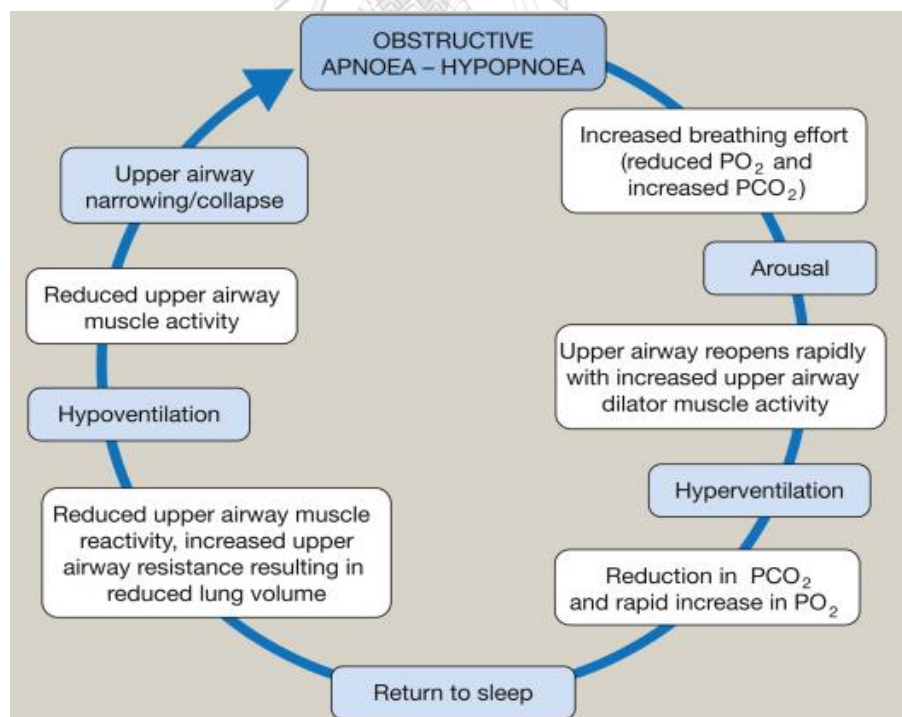 OBSTRUCTIVE
APNOEA – HYPOPNOEA
Increased breathing effort
(reduced PO₂ and
increased PCO₂)
Arousal
Upper airway reopens rapidly
with increased upper airway
dilator muscle activity
Hyperventilation
Reduction in PCO₂
and rapid increase in PO₂
Return to sleep
Reduced upper airway muscle
reactivity, increased upper
airway resistance resulting in
reduced lung volume
Hypoventilation
Reduced upper airway
muscle activity
Upper airway
narrowing/collapse